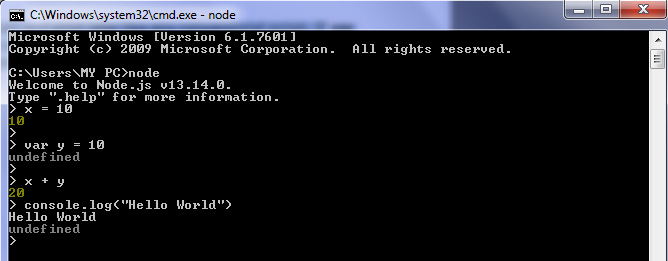 C:\Windows\system32\cmd.exe - node
Microsoft Windows [Version 6.1.7601]
Copyright (c) 2009 Microsoft Corporation.  All rights reserved.
C:\Users\MY PC>node
Welcome to Node.js v13.14.0.
Type ".help" for more information.
> x = 10
10
>
> var y = 10
undefined
>
> x + y
20
> console.log("Hello World")
Hello World
undefined
>